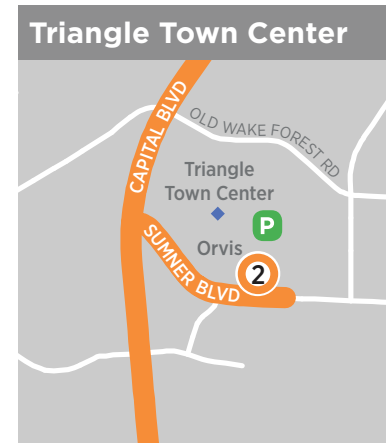 Triangle Town Center
CAPITAL BLVD
OLD WAKE FOREST RD
Triangle
Town Center
P
Orvis
SUMNER BLVD
2